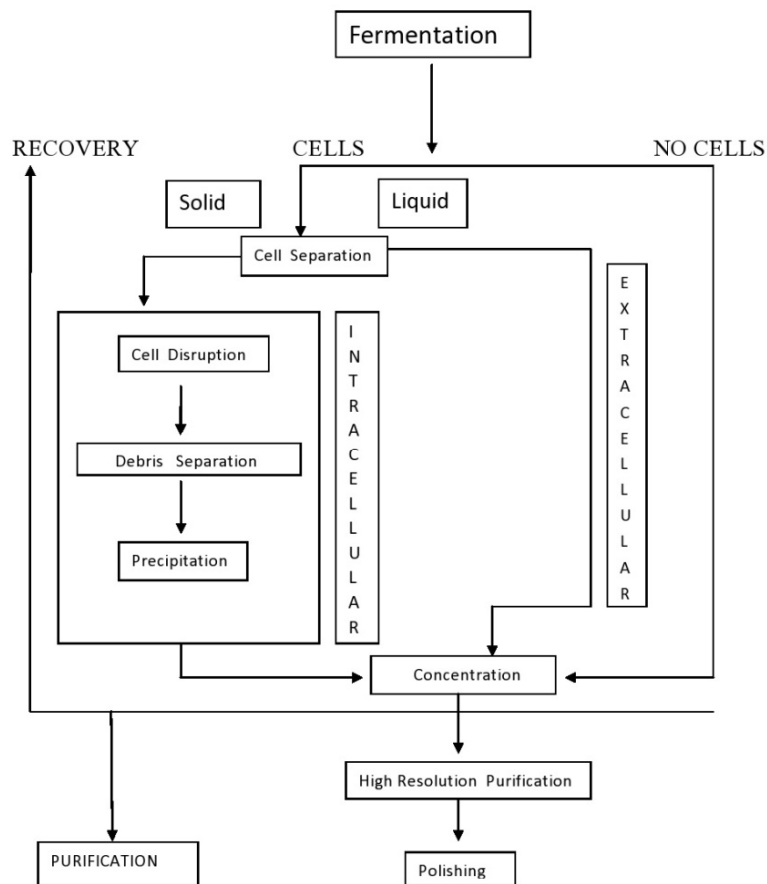 Fermentation
RECOVERY
CELLS
NO CELLS
Solid
Liquid
Cell Separation
INTRACELLULAR
EXTRACELLULAR
Cell Disruption
Debris Separation
Precipitation
Concentration
High Resolution Purification
PURIFICATION
Polishing